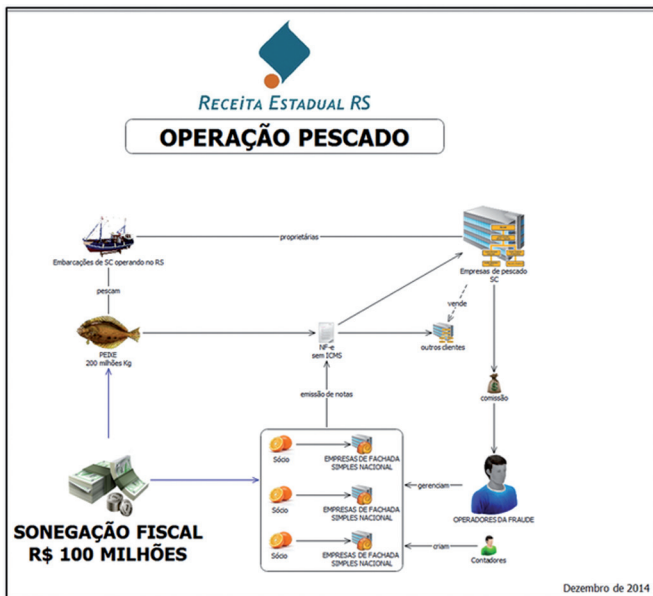 RECEITA ESTADUAL RS
OPERAÇÃO PESCADO
proprietárias
Embarcações de SC operando no RS
Empresas de pescado
SC
pescam
vende
PEIXE
200 milhões Kg
NF-e
sem ICMS
outros clientes
emissão de notas
comissão
Sócio
EMPRESAS DE FACHADA
SIMPLES NACIONAL
Sócio
EMPRESAS DE FACHADA
SIMPLES NACIONAL
gerenciam
OPERADORES DA FRAUDE
SONEGAÇÃO FISCAL
R$ 100 MILHÕES
Sócio
EMPRESAS DE FACHADA
SIMPLES NACIONAL
criam
Contadores
Dezembro de 2014